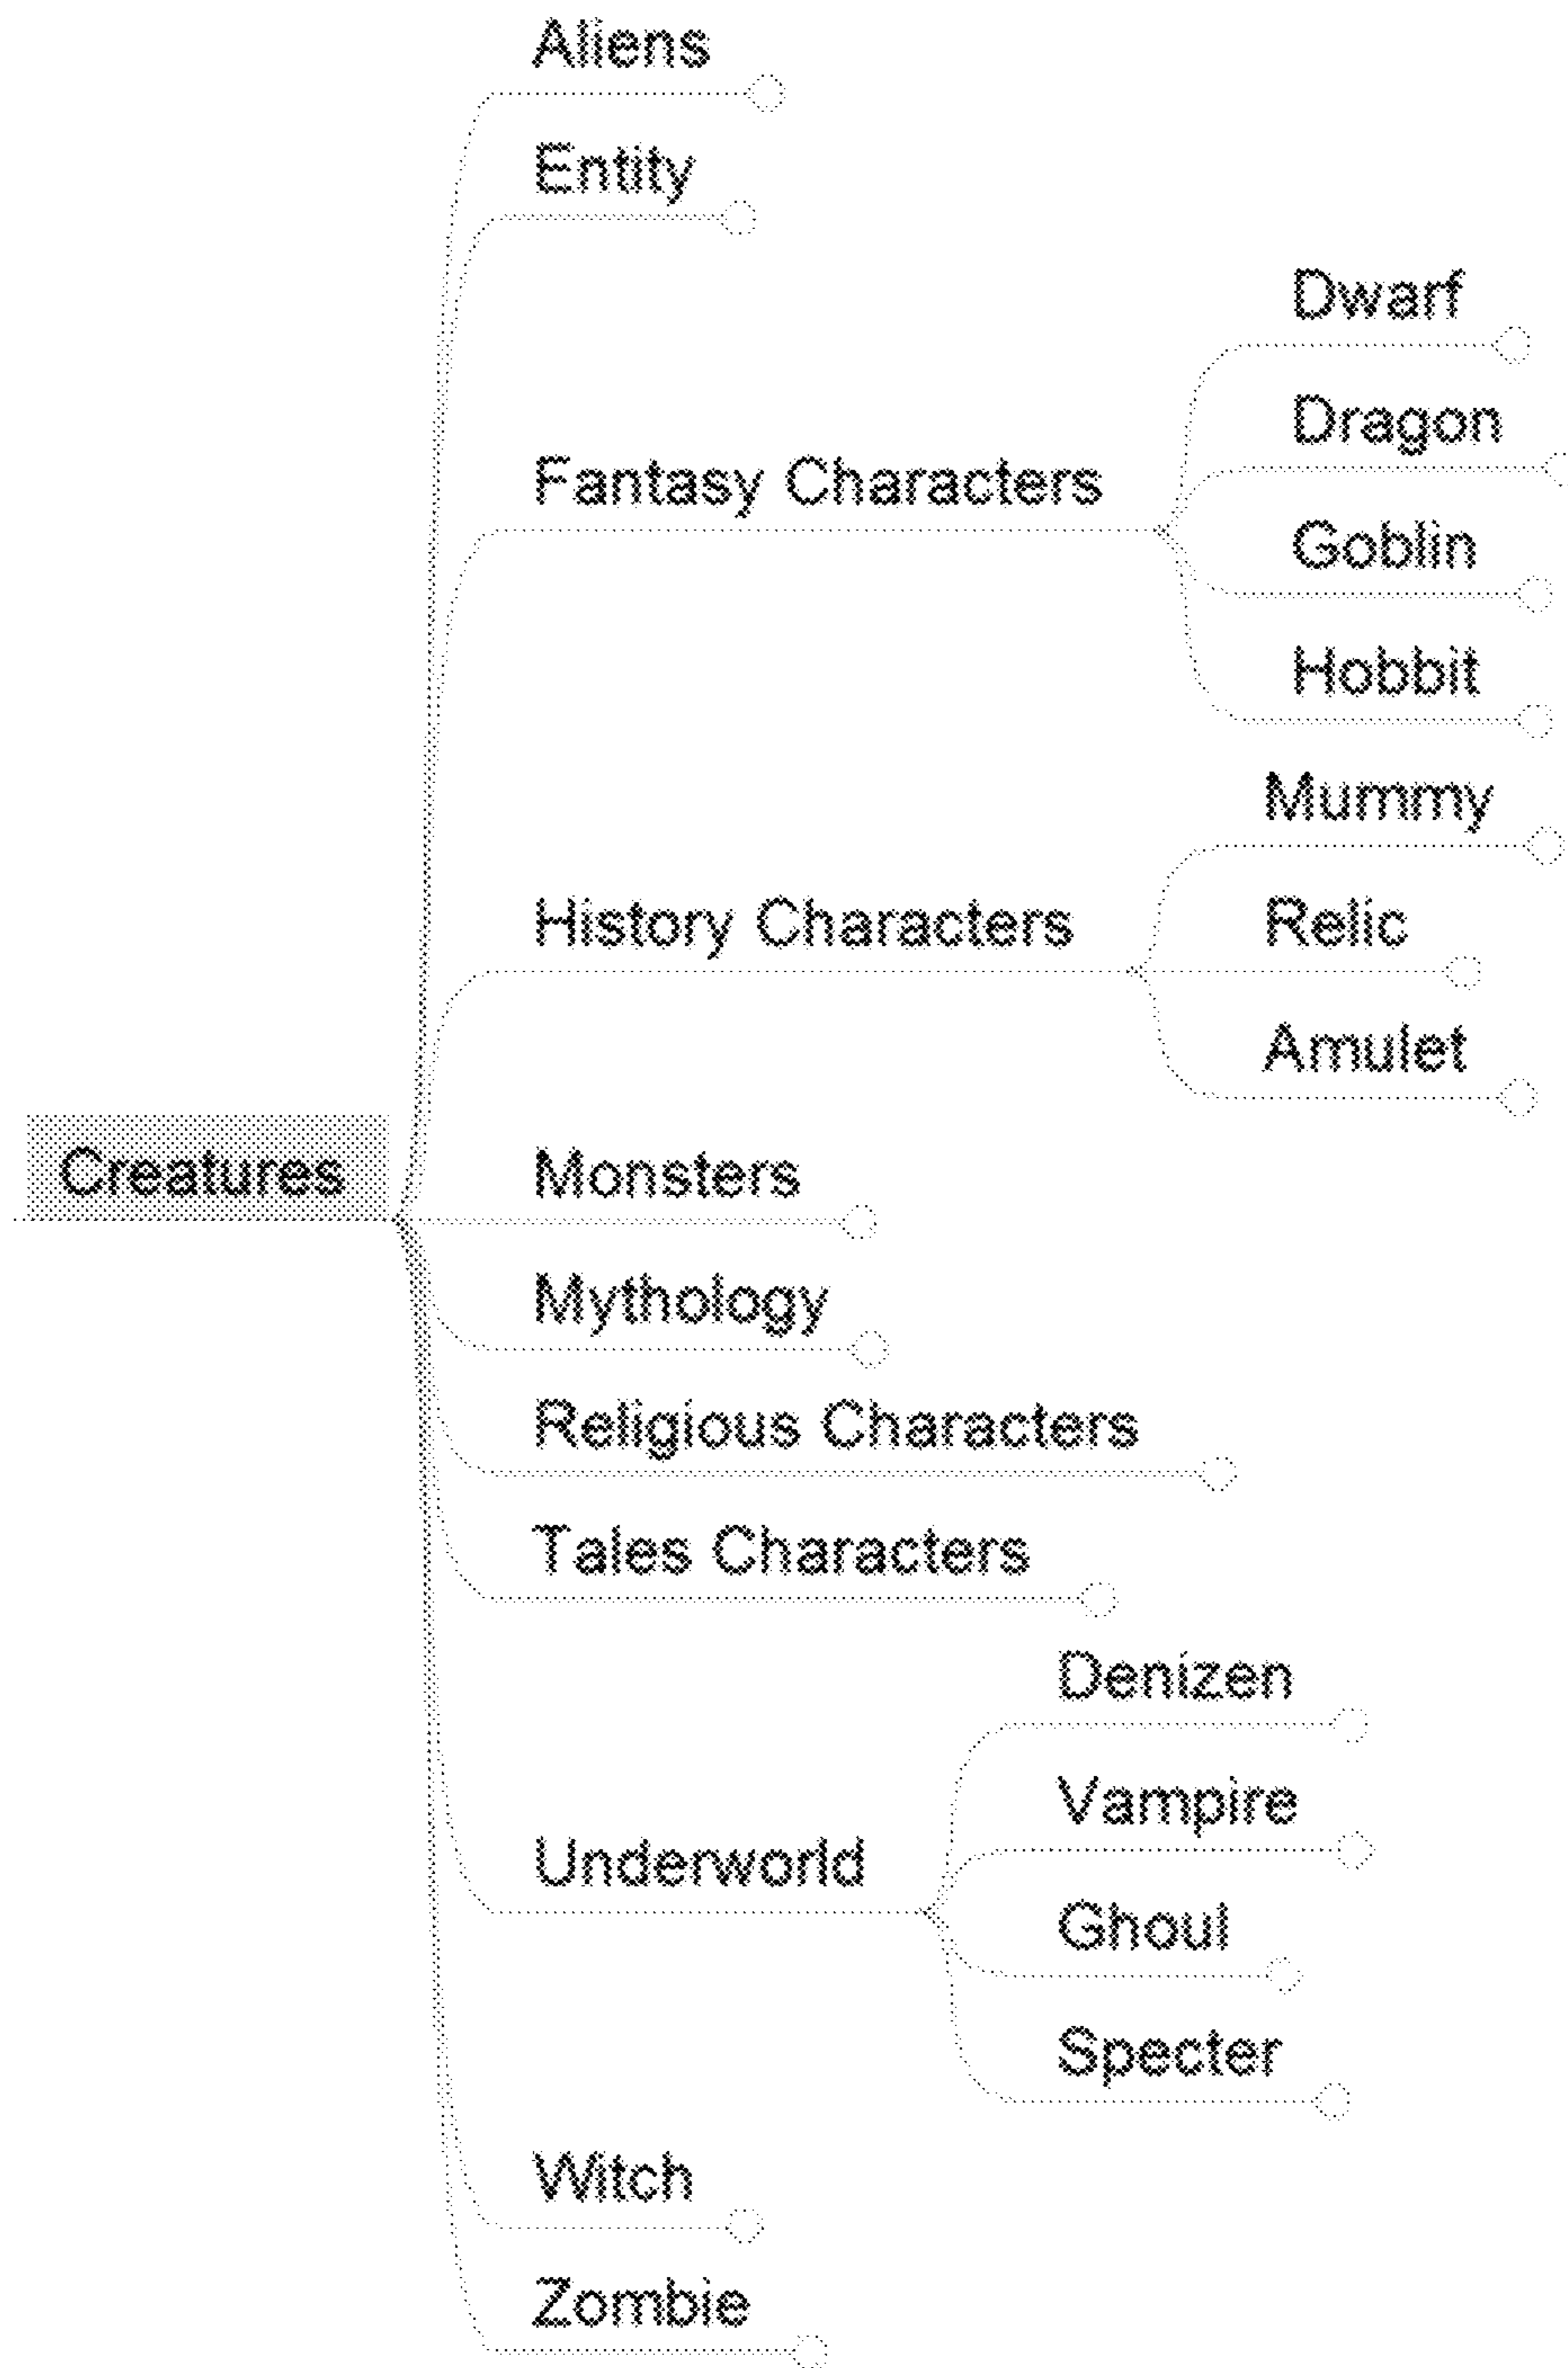 Aliens
Entity
Dwarf
Dragon
Fantasy Characters
Goblin
Hobbit
Mummy
History Characters
Relic
Amulet
Creatures
Monsters
Mythology
Religious Characters
Tales Characters
Denizen
Vampire
Underworld
Ghoul
Specter
Witch
Zombie